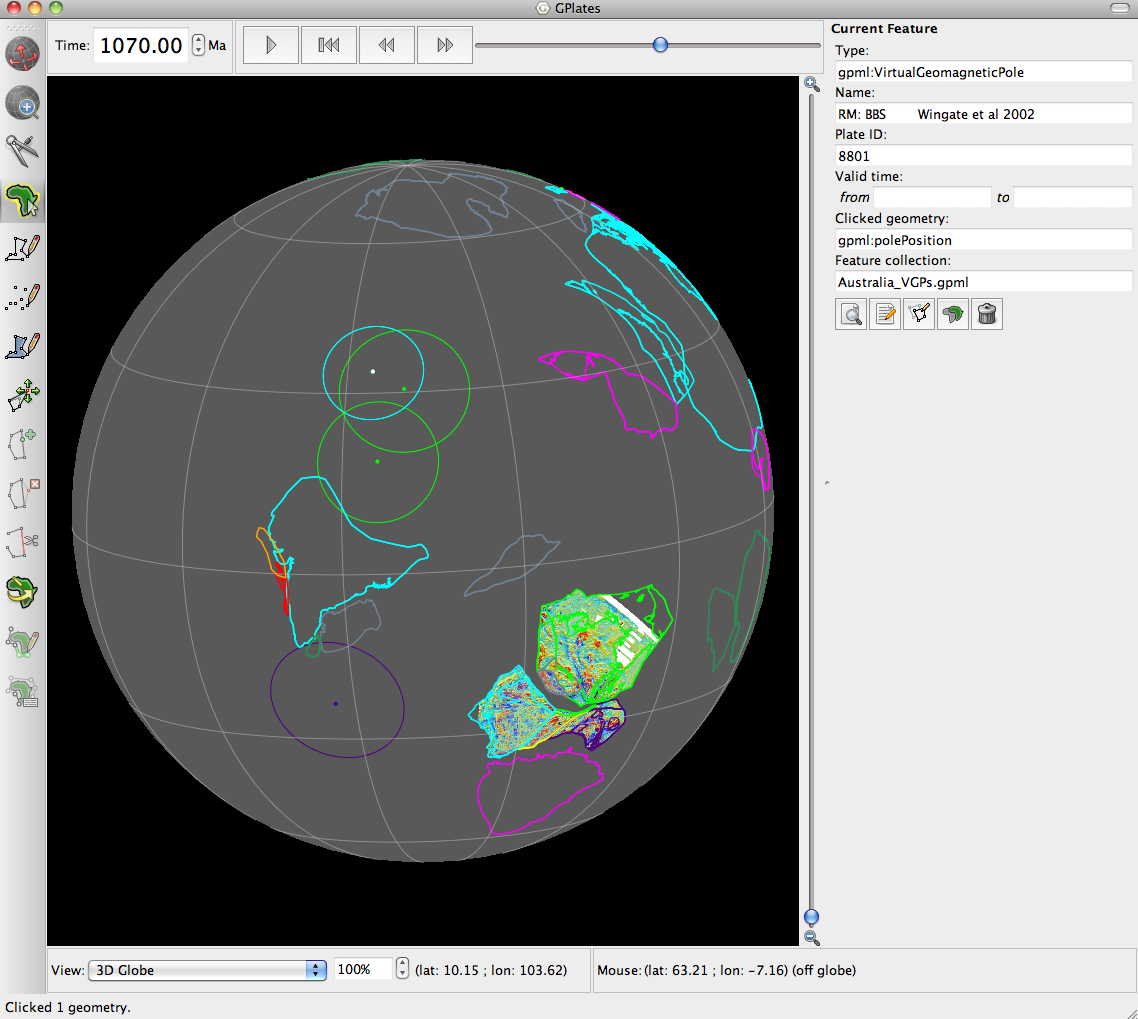 GPlates
Time: 1070.00 Ma
Current Feature
Type:
gpml:VirtualGeomagneticPole
Name:
RM: BBS Wingate et al 2002
Plate ID:
8801
Valid time:
from to
Clicked geometry:
gpml:polePosition
Feature collection:
Australia_VGPs.gpml
View: 3D Globe 100% (lat: 10.15 ; lon: 103.62) Mouse: (lat: 63.21 ; lon: -7.16) (off globe)
Clicked 1 geometry.